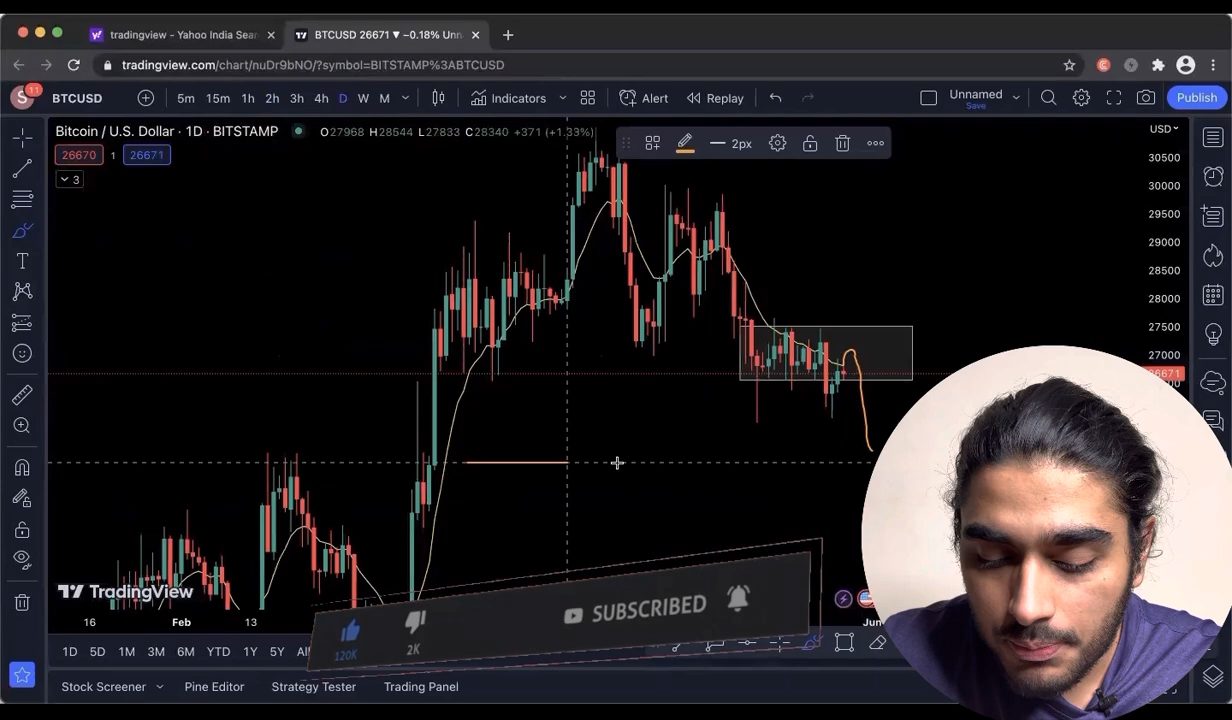 tradingview - Yahoo India Sear
BTCUSD 26671 ▼ −0.18% Unn
tradingview.com/chart/nuDr9bNO/?symbol=BITSTAMP%3ABTCUSD
S 11 BTCUSD 5m 15m 1h 2h 3h 4h D W M Indicators Alert Replay Unnamed Save Publish
Bitcoin / U.S. Dollar · 1D · BITSTAMP O27968 H28544 L27833 C28340 +371 (+1.33%)
2px
USD
26670 1 26671
3
30500
30000
29500
29000
28500
28000
27500
27000
26671
TradingView
16 Feb 13
120K 2K SUBSCRIBED
1D 5D 1M 3M 6M YTD 1Y 5Y
Stock Screener Pine Editor Strategy Tester Trading Panel